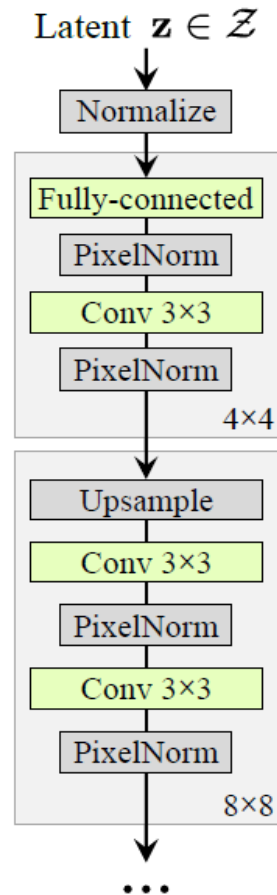 Latent z ∈ 𝒵
Normalize
Fully-connected
PixelNorm
Conv 3×3
PixelNorm
4×4
Upsample
Conv 3×3
PixelNorm
Conv 3×3
PixelNorm
8×8
•••